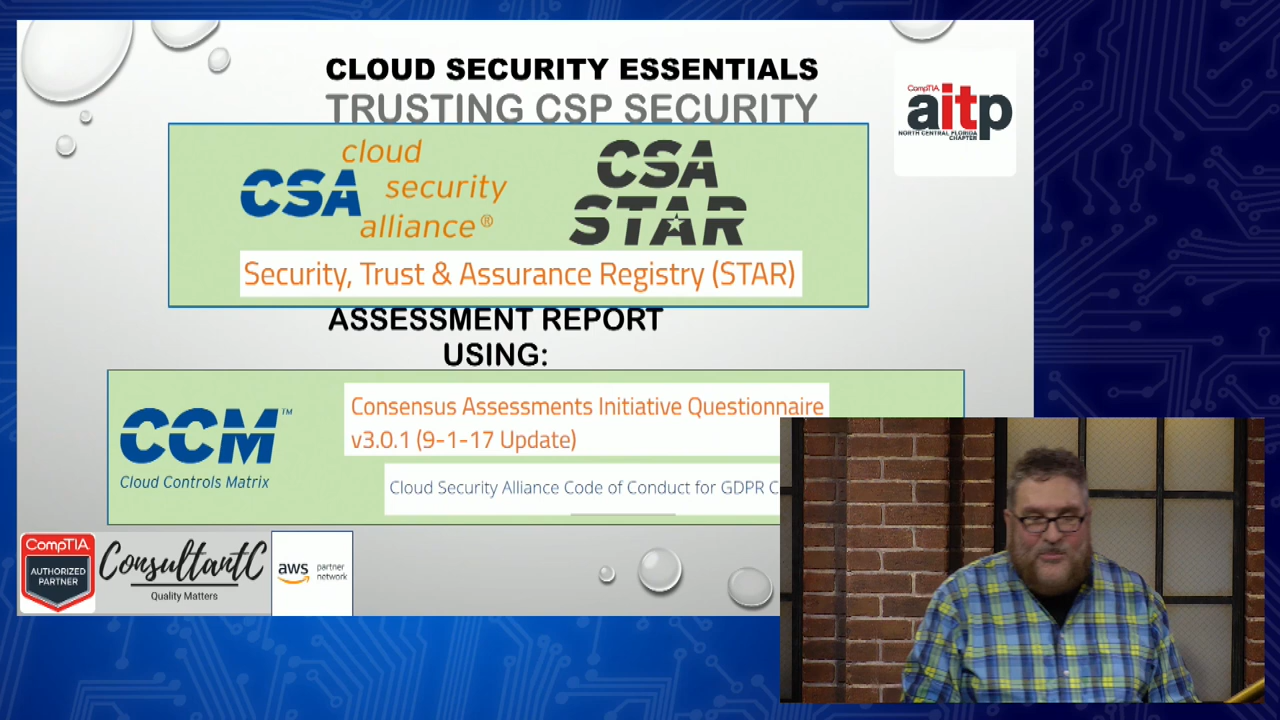 CLOUD SECURITY ESSENTIALS
TRUSTING CSP SECURITY
CompTIA
aitp
NORTH CENTRAL FLORIDA
CHAPTER
cloud
CSA security
alliance®
CSA
STAR
Security, Trust & Assurance Registry (STAR)
ASSESSMENT REPORT
USING:
CCM™
Cloud Controls Matrix
Consensus Assessments Initiative Questionnaire
v3.0.1 (9-1-17 Update)
Cloud Security Alliance Code of Conduct for GDPR C
CompTIA
AUTHORIZED
PARTNER
ConsultantC
Quality Matters
aws partner
network